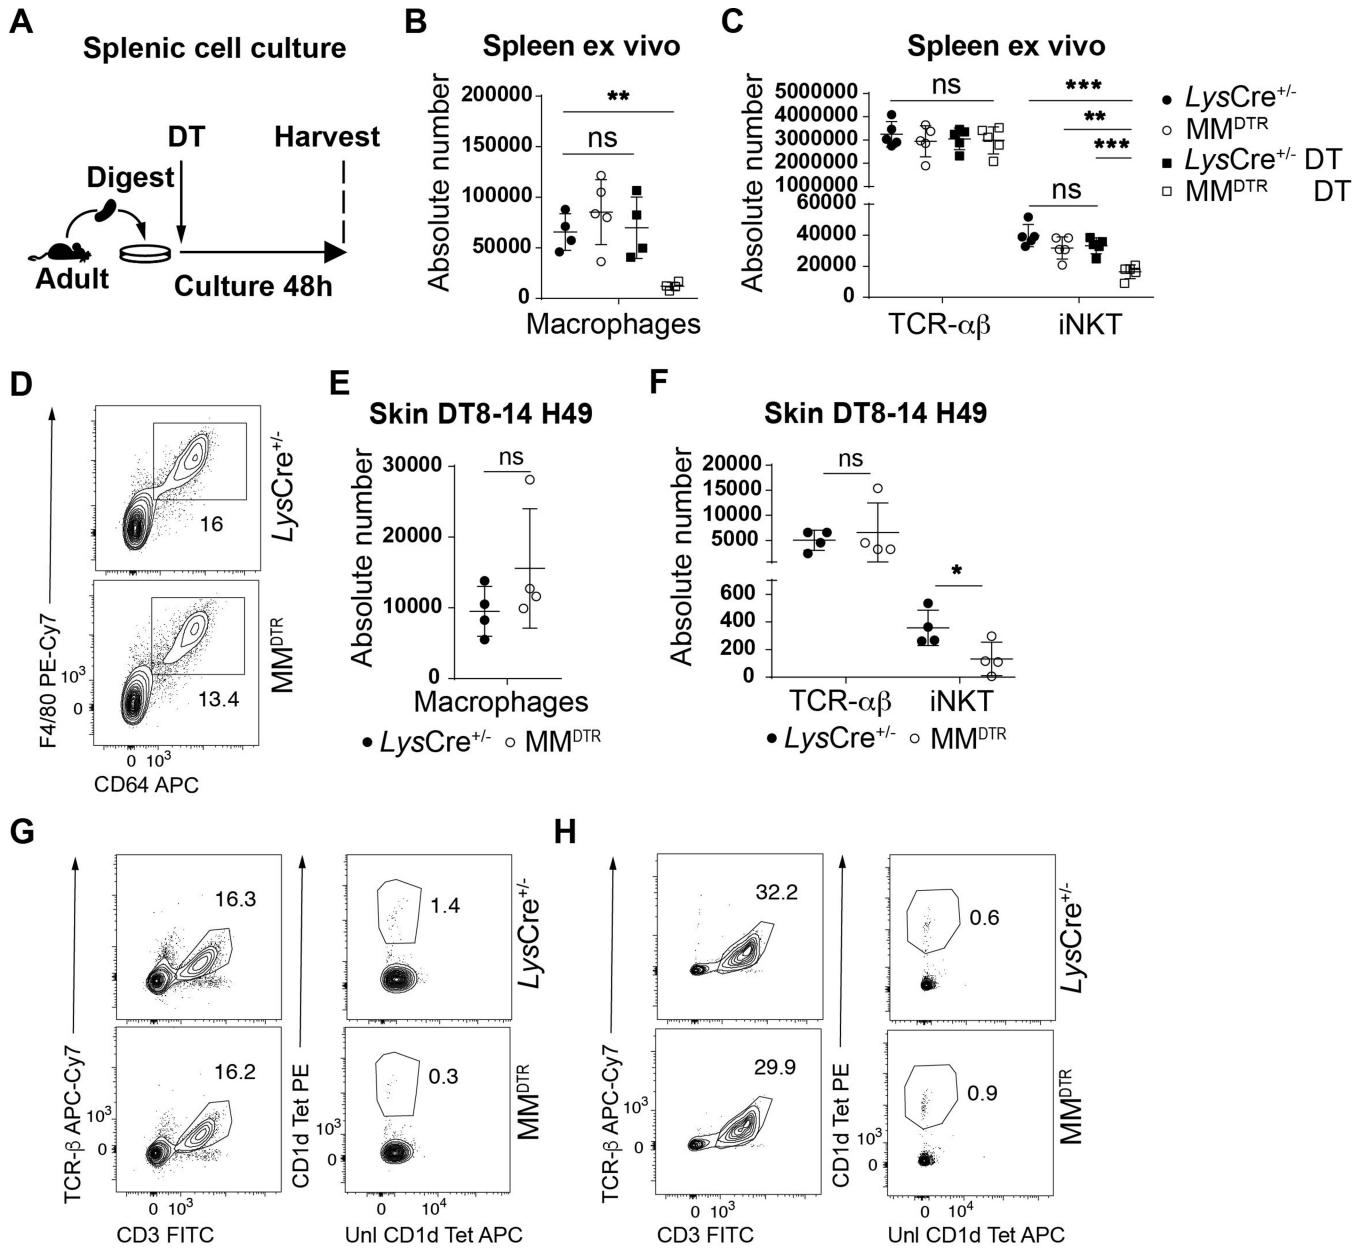 A
Splenic cell culture
DT
Harvest
Digest
Adult
Culture 48h
B
Spleen ex vivo
Absolute number
200000
150000
100000
50000
0
**
ns
Macrophages
C
Spleen ex vivo
Absolute number
5000000
4000000
3000000
2000000
1000000
60000
40000
20000
0
ns
***
**
***
ns
TCR-αβ
iNKT
LysCre+/-
MMDTR
LysCre+/- DT
MMDTR DT
D
F4/80 PE-Cy7
16
LysCre+/-
13.4
MMDTR
10³
0
0 10³
CD64 APC
E
Skin DT8-14 H49
Absolute number
30000
20000
10000
0
ns
Macrophages
LysCre+/- MMDTR
F
Skin DT8-14 H49
Absolute number
20000
15000
10000
5000
600
400
200
0
ns
*
TCR-αβ
iNKT
LysCre+/- MMDTR
G
TCR-β APC-Cy7
16.3
16.2
10³
0
0 10³
CD3 FITC
CD1d Tet PE
1.4
0.3
10³
0
0 10⁴
Unl CD1d Tet APC
LysCre+/-
MMDTR
H
TCR-β APC-Cy7
32.2
29.9
10³
0
0 10³
CD3 FITC
CD1d Tet PE
0.6
0.9
10³
0
0 10⁴
Unl CD1d Tet APC
LysCre+/-
MMDTR